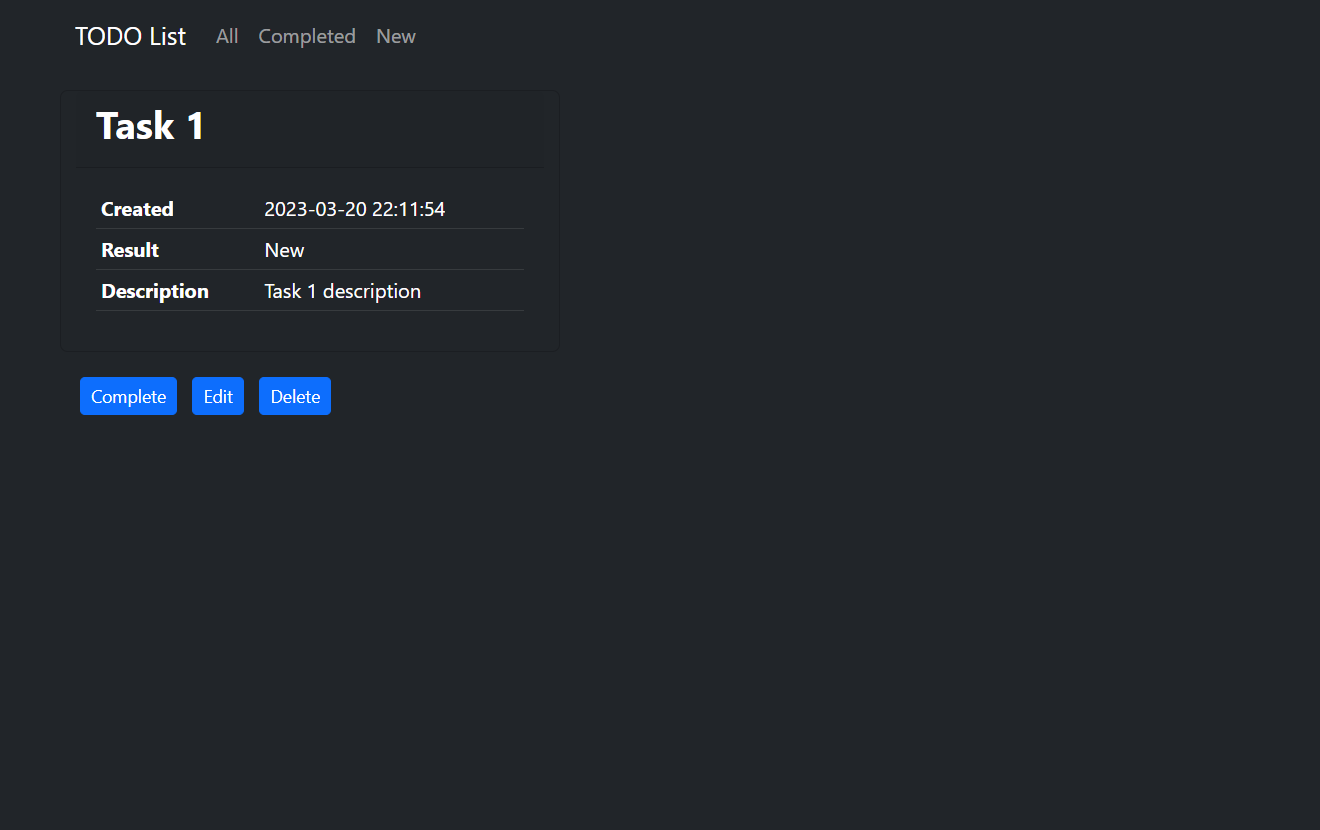 TODO List All Completed New
Task 1
Created 2023-03-20 22:11:54
Result New
Description Task 1 description
Complete Edit Delete